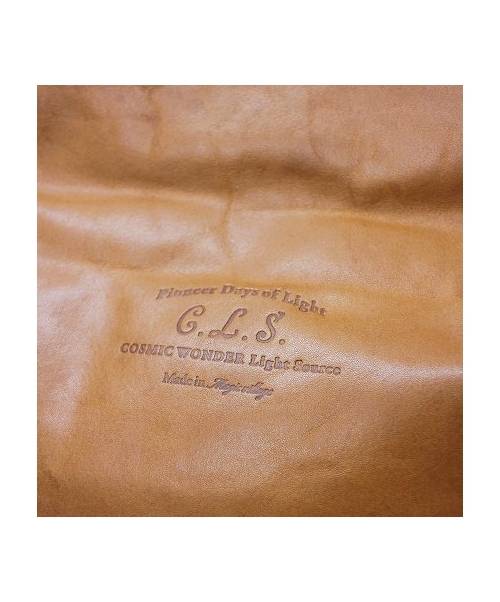 Pioneer Days of Light
C.L.S.
COSMIC WONDER Light Source
Made in